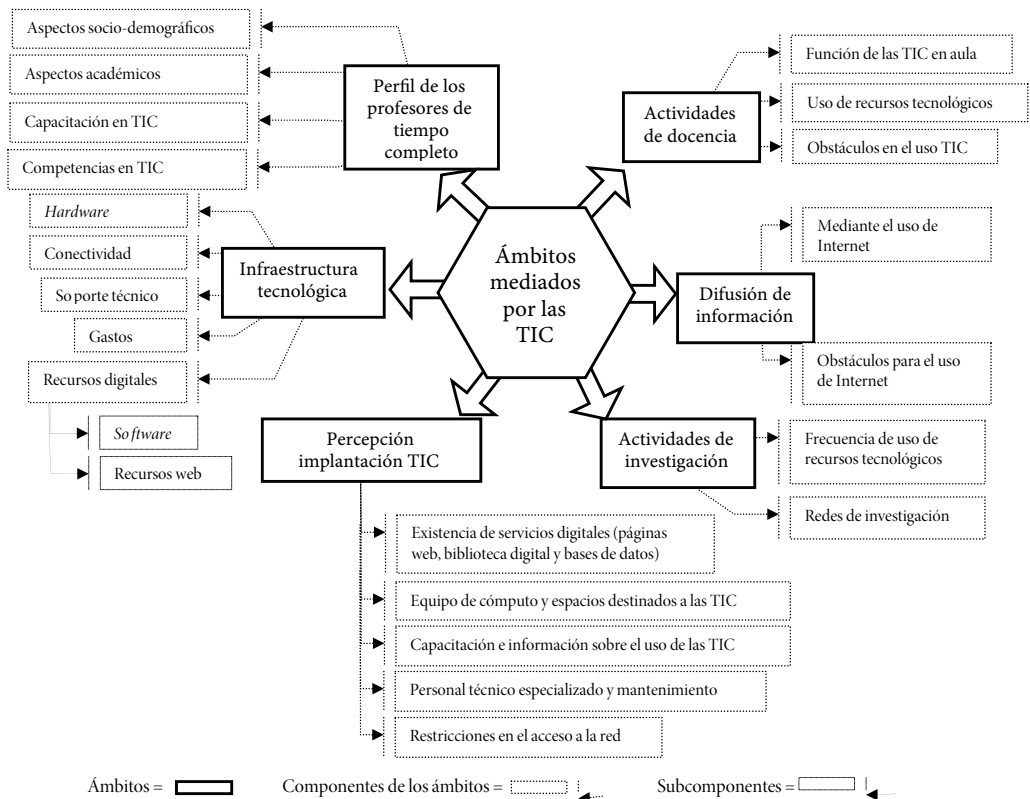 Aspectos socio-demográficos
Aspectos académicos
Capacitación en TIC
Competencias en TIC
Perfil de los
profesores de
tiempo
completo
Actividades
de docencia
Función de las TIC en aula
Uso de recursos tecnológicos
Obstáculos en el uso TIC
Hardware
Conectividad
So porte técnico
Gastos
Recursos digitales
Software
Recursos web
Infraestructura
tecnológica
Ámbitos
mediados
por las
TIC
Difusión de
información
Mediante el uso de
Internet
Obstáculos para el uso
de Internet
Percepción
implantación TIC
Actividades de
investigación
Frecuencia de uso de
recursos tecnológicos
Redes de investigación
Existencia de servicios digitales (páginas
web, biblioteca digital y bases de datos)
Equipo de cómputo y espacios destinados a las TIC
Capacitación e información sobre el uso de las TIC
Personal técnico especializado y mantenimiento
Restricciones en el acceso a la red
Ámbitos =
Componentes de los ámbitos =
Subcomponentes =